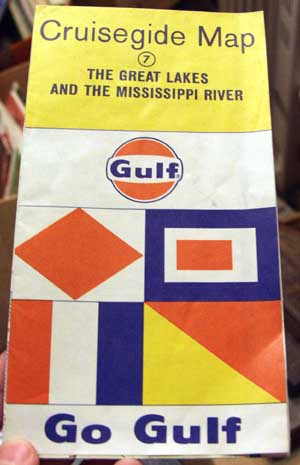 Cruisegide Map
7
THE GREAT LAKES
AND THE MISSISSIPPI RIVER
Gulf®
Go Gulf